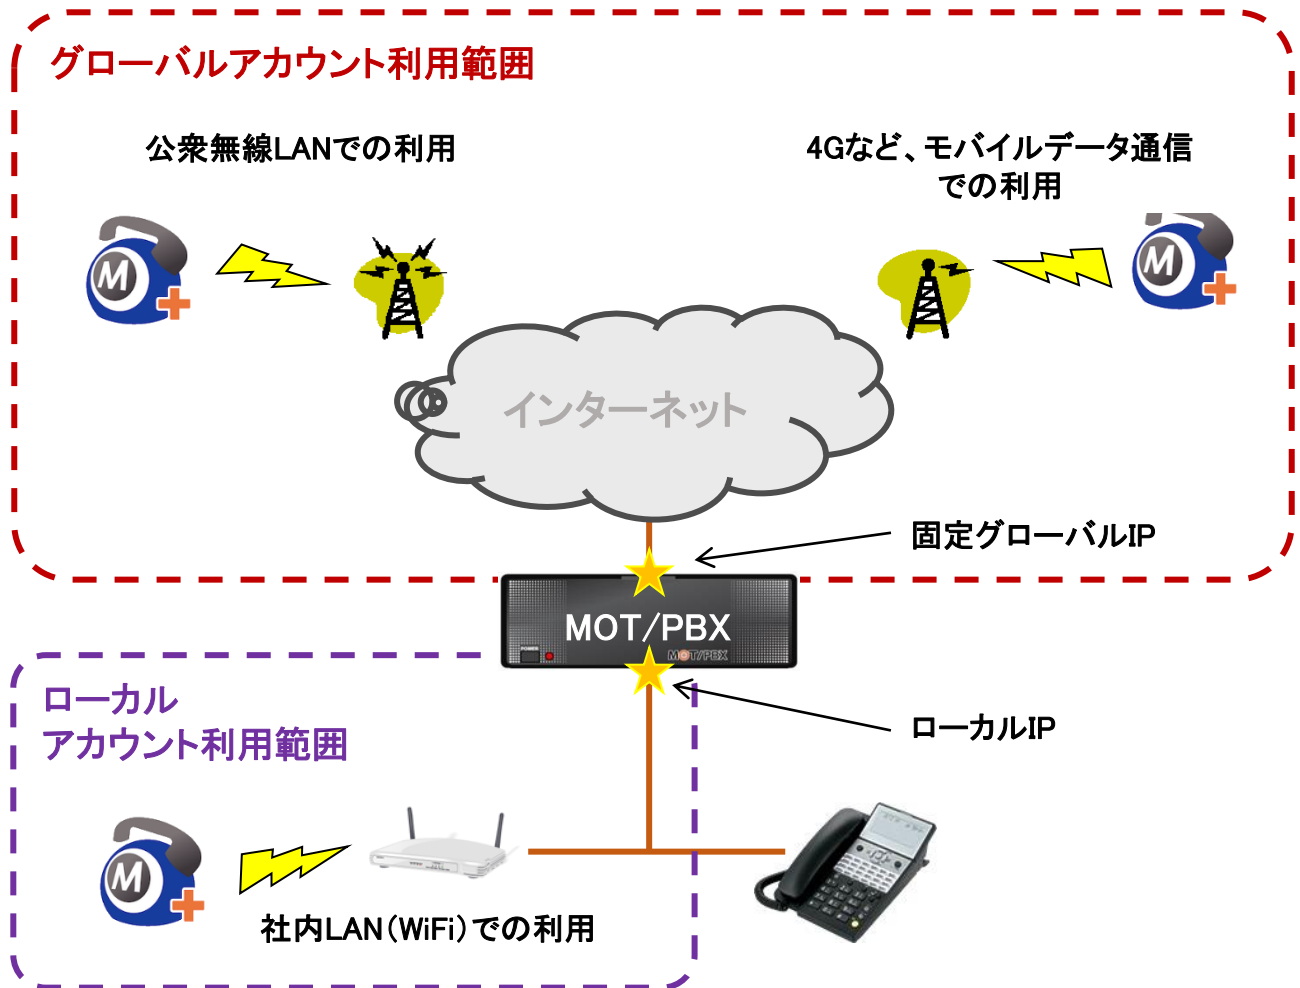 グローバルアカウント利用範囲
公衆無線LANでの利用
4Gなど、モバイルデータ通信
での利用
M
M
インターネット
固定グローバルIP
MOT/PBX
POWER
MOT/PBX
ローカル
アカウント利用範囲
ローカルIP
M
社内LAN（WiFi）での利用